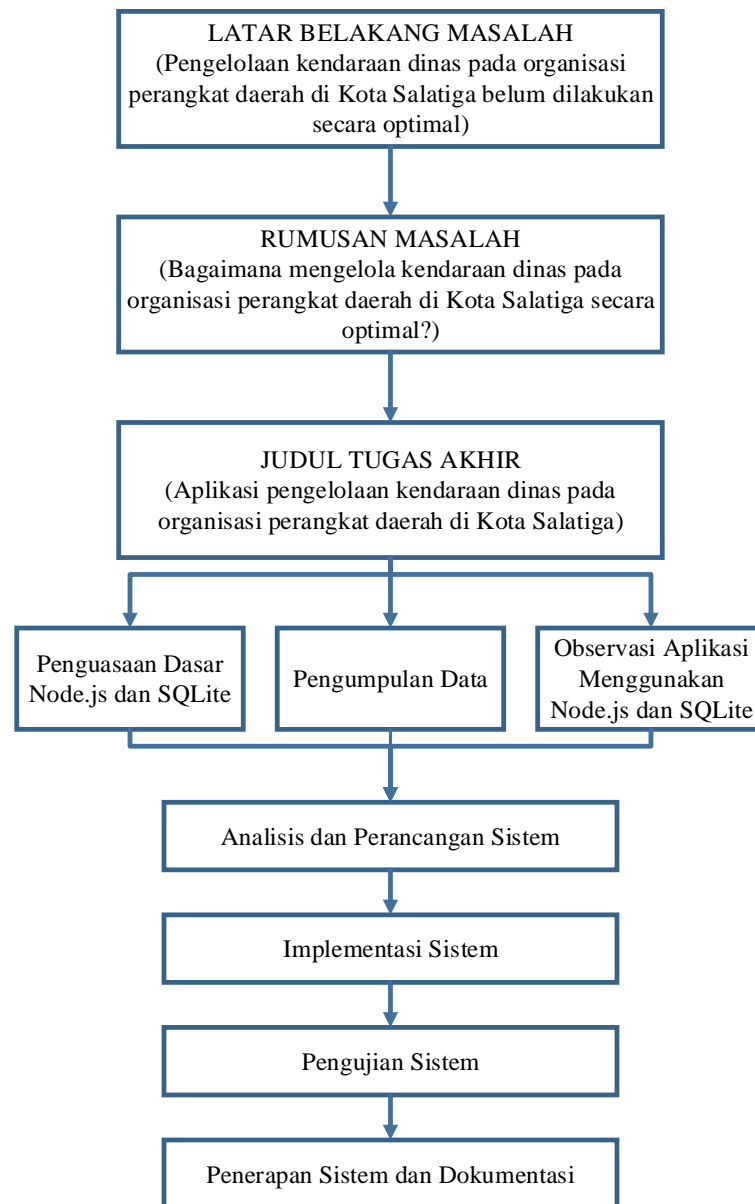 LATAR BELAKANG MASALAH
(Pengelolaan kendaraan dinas pada organisasi
perangkat daerah di Kota Salatiga belum dilakukan
secara optimal)
RUMUSAN MASALAH
(Bagaimana mengelola kendaraan dinas pada
organisasi perangkat daerah di Kota Salatiga secara
optimal?)
JUDUL TUGAS AKHIR
(Aplikasi pengelolaan kendaraan dinas pada
organisasi perangkat daerah di Kota Salatiga)
Penguasaan Dasar
Node.js dan SQLite
Pengumpulan Data
Observasi Aplikasi
Menggunakan
Node.js dan SQLite
Analisis dan Perancangan Sistem
Implementasi Sistem
Pengujian Sistem
Penerapan Sistem dan Dokumentasi